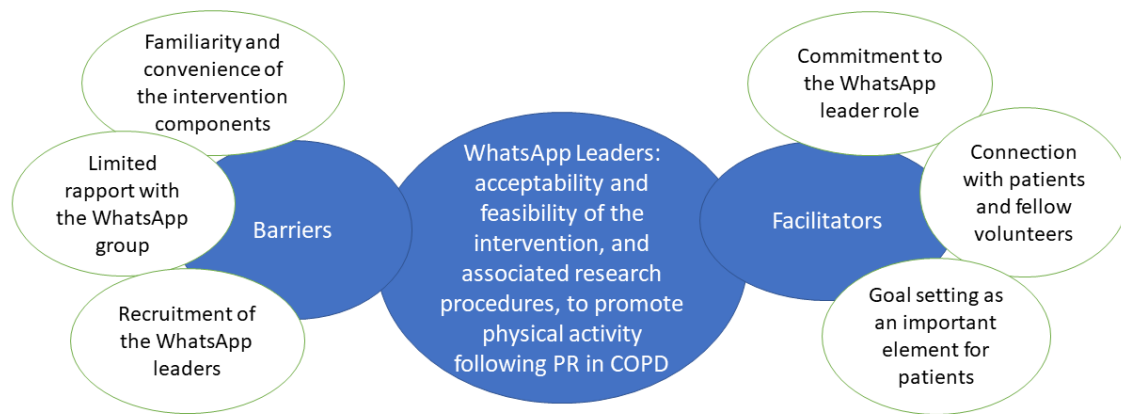 Familiarity and
convenience of
the intervention
components
Limited
rapport with
the WhatsApp
group
Recruitment of
the WhatsApp
leaders
Barriers
WhatsApp Leaders:
acceptability and
feasibility of the
intervention, and
associated research
procedures, to promote
physical activity
following PR in COPD
Facilitators
Commitment to
the WhatsApp
leader role
Connection
with patients
and fellow
volunteers
Goal setting as
an important
element for
patients